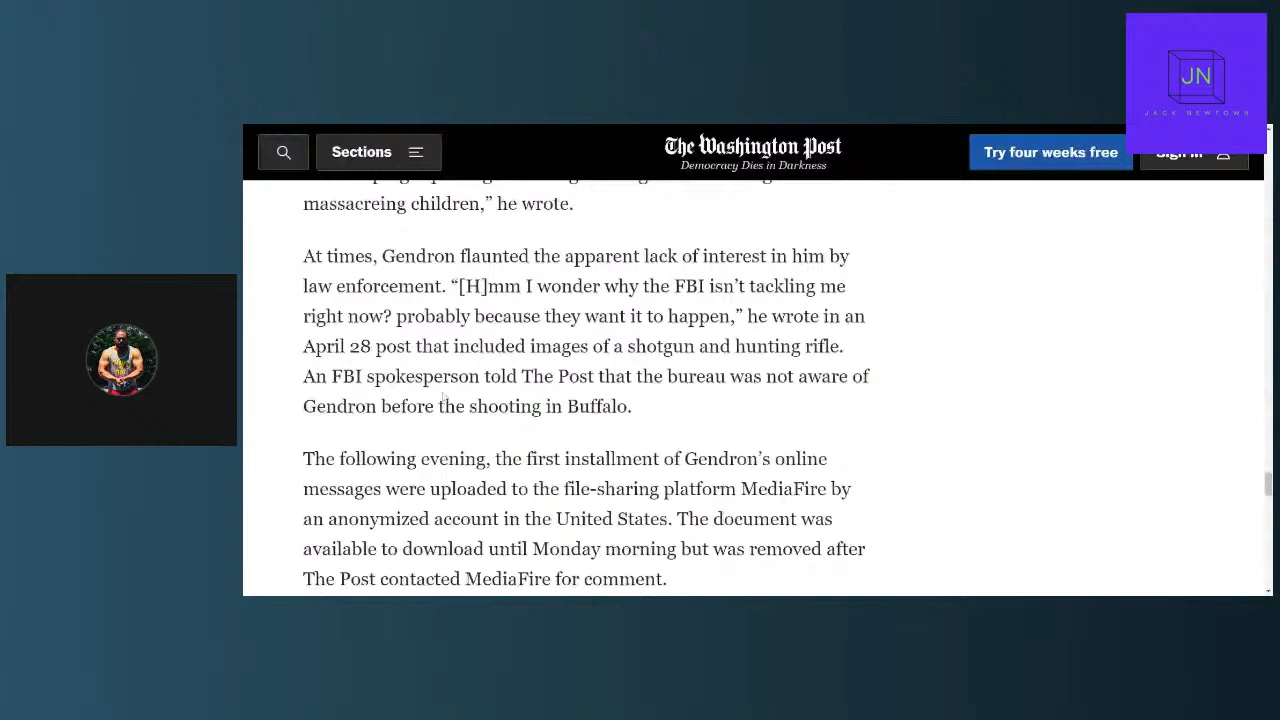 JN
JACK NEWTOWN
Sections
The Washington Post
Democracy Dies in Darkness
Try four weeks free
Sign in
massacreing children,” he wrote.
At times, Gendron flaunted the apparent lack of interest in him by
law enforcement. “[H]mm I wonder why the FBI isn’t tackling me
right now? probably because they want it to happen,” he wrote in an
April 28 post that included images of a shotgun and hunting rifle.
An FBI spokesperson told The Post that the bureau was not aware of
Gendron before the shooting in Buffalo.
The following evening, the first installment of Gendron’s online
messages were uploaded to the file-sharing platform MediaFire by
an anonymized account in the United States. The document was
available to download until Monday morning but was removed after
The Post contacted MediaFire for comment.